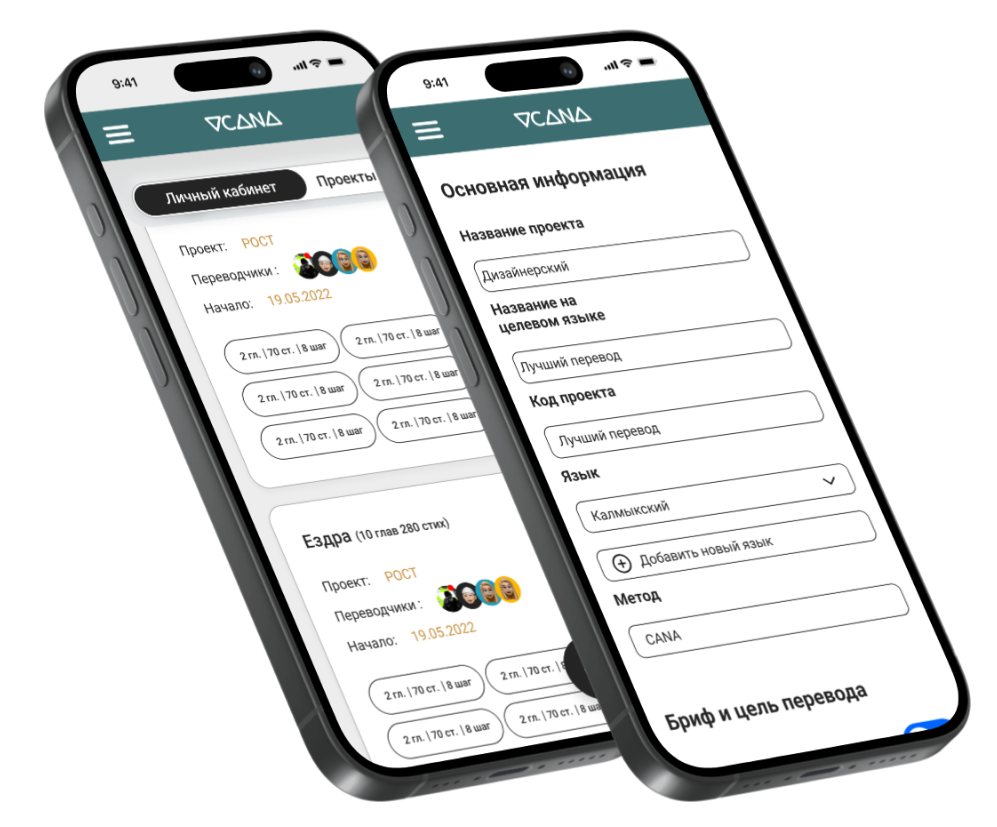 9:41
VCANA
Личный кабинет
Проекты
Проект: РОСТ
Переводчики :
Начало: 19.05.2022
2 гл. | 70 ст. | 8 шаг
2 гл. | 70 ст. | 8 шаг
2 гл. | 70 ст. | 8 шаг
2 гл. | 70 ст. | 8 шаг
2 гл. | 70 ст. | 8 шаг
2 гл. | 70 ст. | 8 шаг
Ездра (10 глав 280 стих)
Проект: РОСТ
Переводчики :
Начало: 19.05.2022
2 гл. | 70 ст. | 8 шаг
2 гл. | 70 ст. | 8
2 гл. | 70 ст. | 8 шаг
2 гл. | 70 ст. | 8 ша
9:41
VCANA
Основная информация
Название проекта
Дизайнерский
Название на
целевом языке
Лучший перевод
Код проекта
Лучший перевод
Язык
Калмыкский
Добавить новый язык
Метод
CANA
Бриф и цель перевода